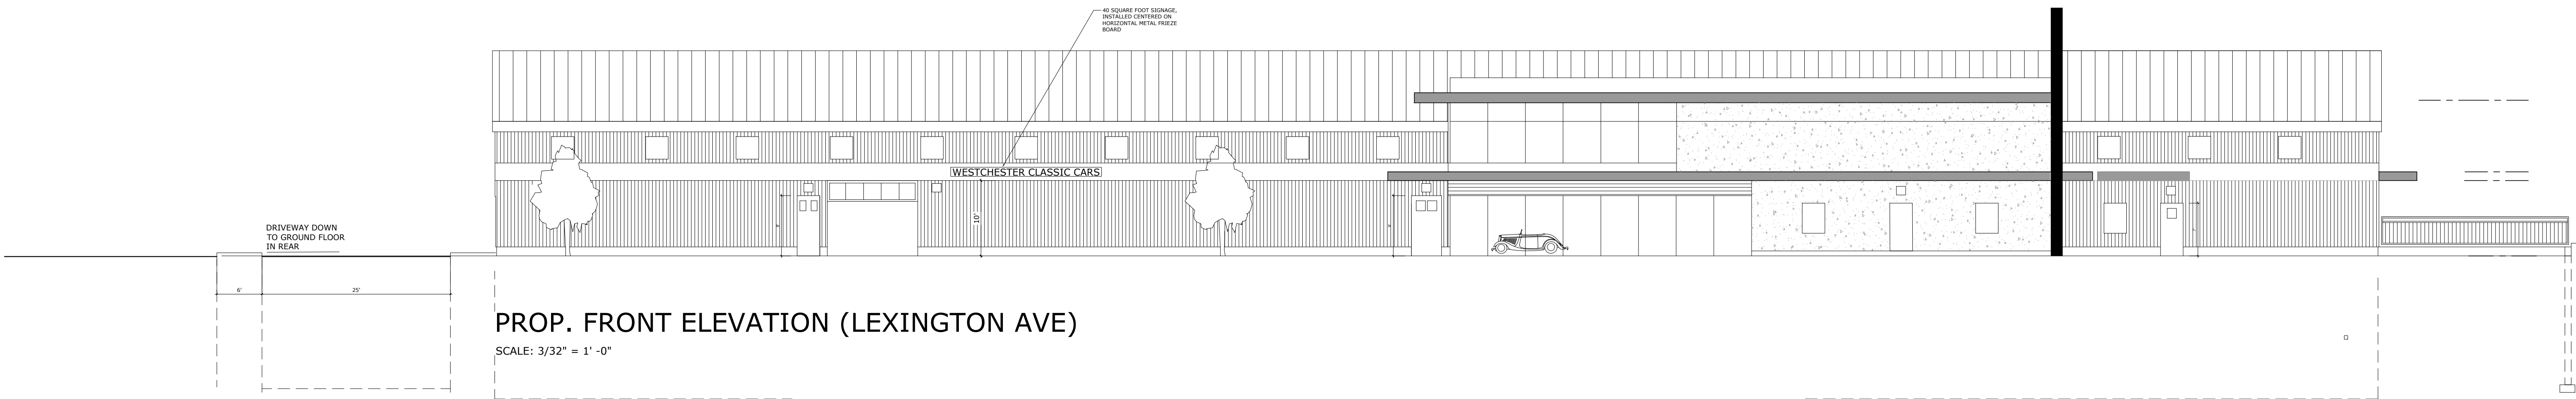 40 SQUARE FOOT SIGNAGE,
INSTALLED CENTERED ON
HORIZONTAL METAL FRIEZE
BOARD
WESTCHESTER CLASSIC CARS
10'
DRIVEWAY DOWN
TO GROUND FLOOR
IN REAR
6'
25'
PROP. FRONT ELEVATION (LEXINGTON AVE)
SCALE: 3/32" = 1' -0"